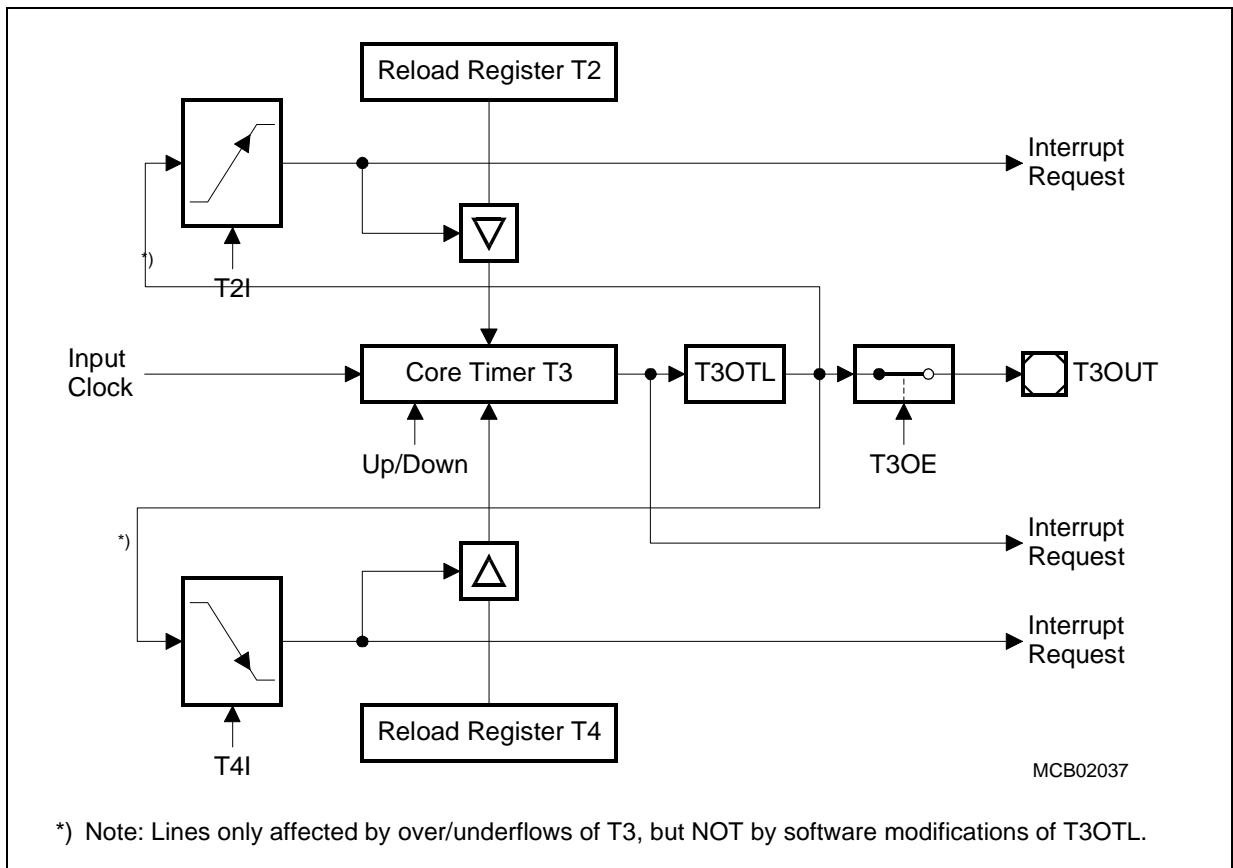 Reload Register T2
Interrupt
Request
*)
T2I
Input
Clock
Core Timer T3
T3OTL
T3OUT
Up/Down
T3OE
*)
Interrupt
Request
Interrupt
Request
Reload Register T4
T4I
MCB02037
*) Note: Lines only affected by over/underflows of T3, but NOT by software modifications of T3OTL.